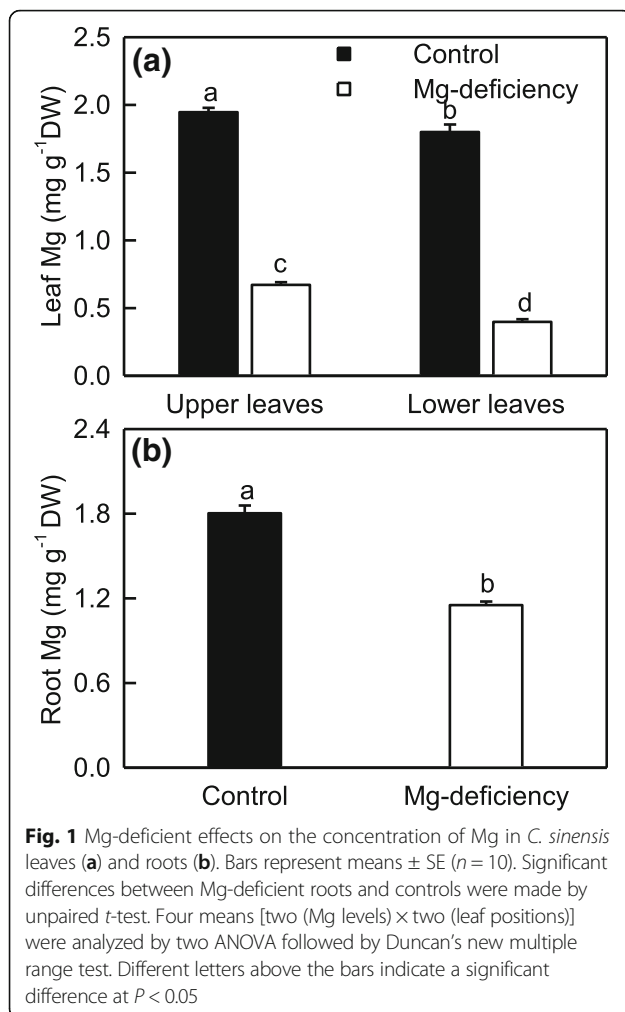 (a)
Control
Mg-deficiency
Leaf Mg (mg g⁻¹DW)
2.5
2.0
1.5
1.0
0.5
0.0
a
b
c
d
Upper leaves Lower leaves
(b)
Root Mg (mg g⁻¹ DW)
2.4
1.8
1.2
0.6
0.0
a
b
Control Mg-deficiency
Fig. 1 Mg-deficient effects on the concentration of Mg in C. sinensis
leaves (a) and roots (b). Bars represent means ± SE (n = 10). Significant
differences between Mg-deficient roots and controls were made by
unpaired t-test. Four means [two (Mg levels) × two (leaf positions)]
were analyzed by two ANOVA followed by Duncan's new multiple
range test. Different letters above the bars indicate a significant
difference at P < 0.05